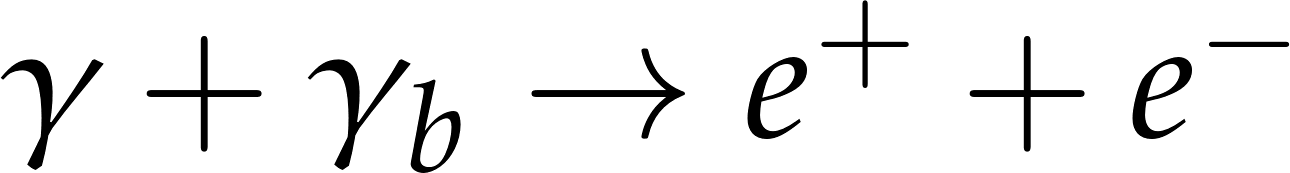 γ + γ_b → e⁺ + e⁻